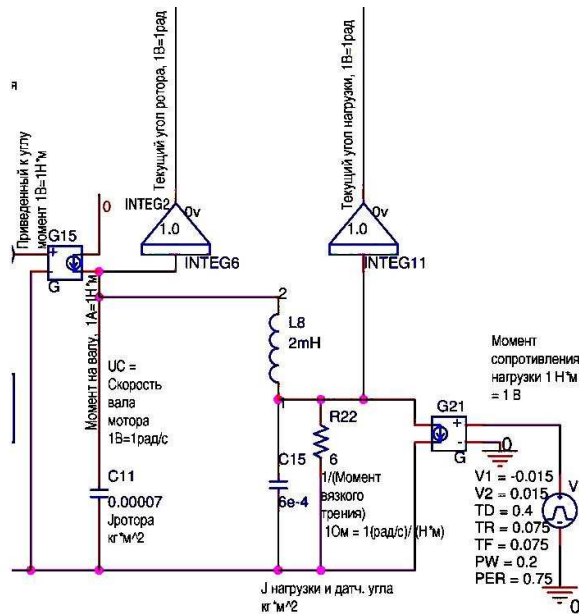 я
Приведенный к углу
момент 1В=1Н*м
Текущий угол ротора, 1В=1рад
Текущий угол нагрузки, 1В=1рад
0
G15
+
-
G
INTEG2
0v
1.0
INTEG6
0v
1.0
INTEG11
Момент на валу, 1А=1Н*м
UC =
Скорость
вала
мотора
1В=1рад/с
C11
0.00007
Jротора
кг*м^2
2
L8
2mH
1
R22
6
C15
6e-4
1/(Момент
вязкого
трения)
1Ом = 1(рад/с)/(Н*м)
J нагрузки и датч. угла
кг*м^2
Момент
сопротивления
нагрузки 1 Н*м
= 1 В
G21
+
-
G
0
V
V1 = -0.015
V2 = 0.015
TD = 0.4
TR = 0.075
TF = 0.075
PW = 0.2
PER = 0.75
0